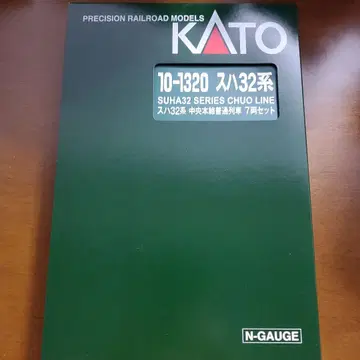 PRECISION RAILROAD MODELS
KATO
10-1320 スハ32系
SUHA32 SERIES CHUO LINE
スハ32系 中央本線普通列車 7両セット
N-GAUGE